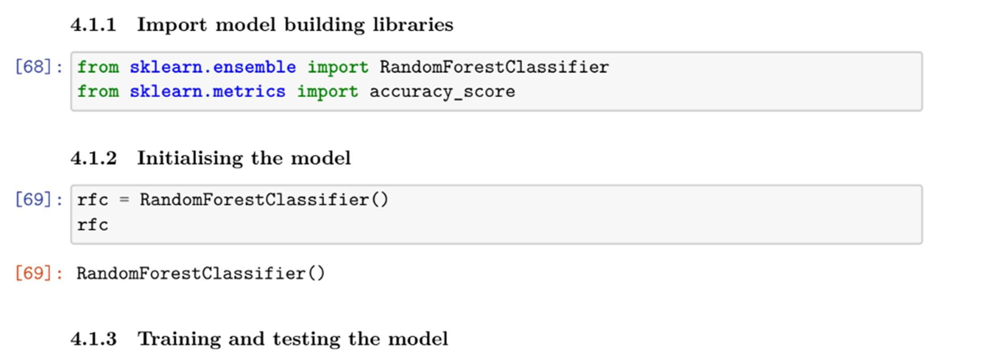 4.1.1 Import model building libraries
[68]: from sklearn.ensemble import RandomForestClassifier
from sklearn.metrics import accuracy_score
4.1.2 Initialising the model
[69]: rfc = RandomForestClassifier()
rfc
[69]: RandomForestClassifier()
4.1.3 Training and testing the model